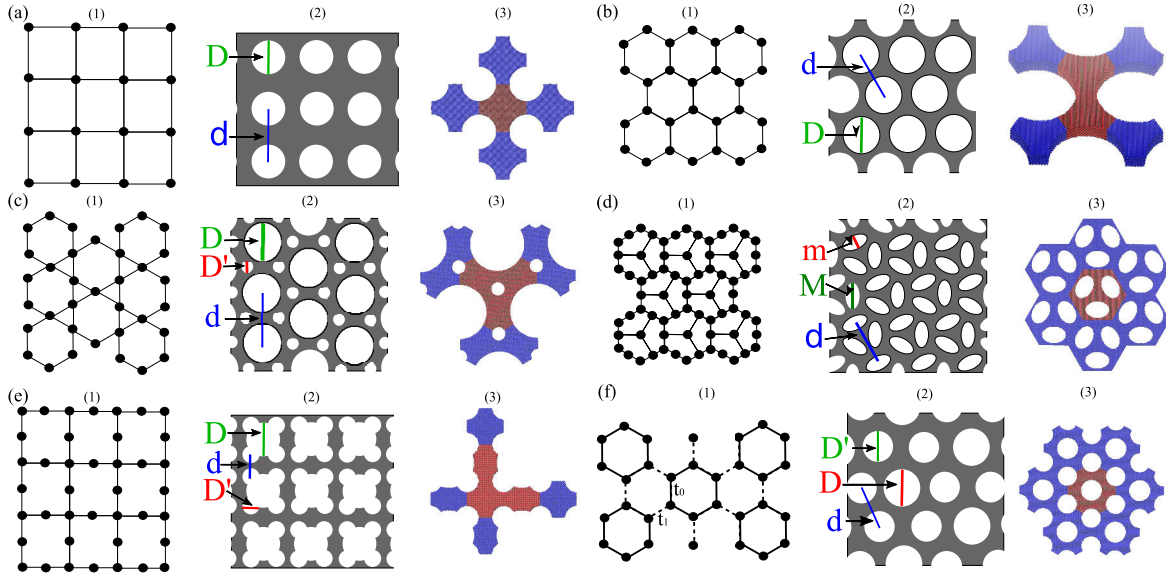 (a) (1) (2) (3)
D
d
(b) (1) (2) (3)
d
D
(c) (1) (2) (3)
D
D'
d
(d) (1) (2) (3)
m
M
d
(e) (1) (2) (3)
D
d
D'
(f) (1) (2) (3)
t₀
t₁
D'
D
d